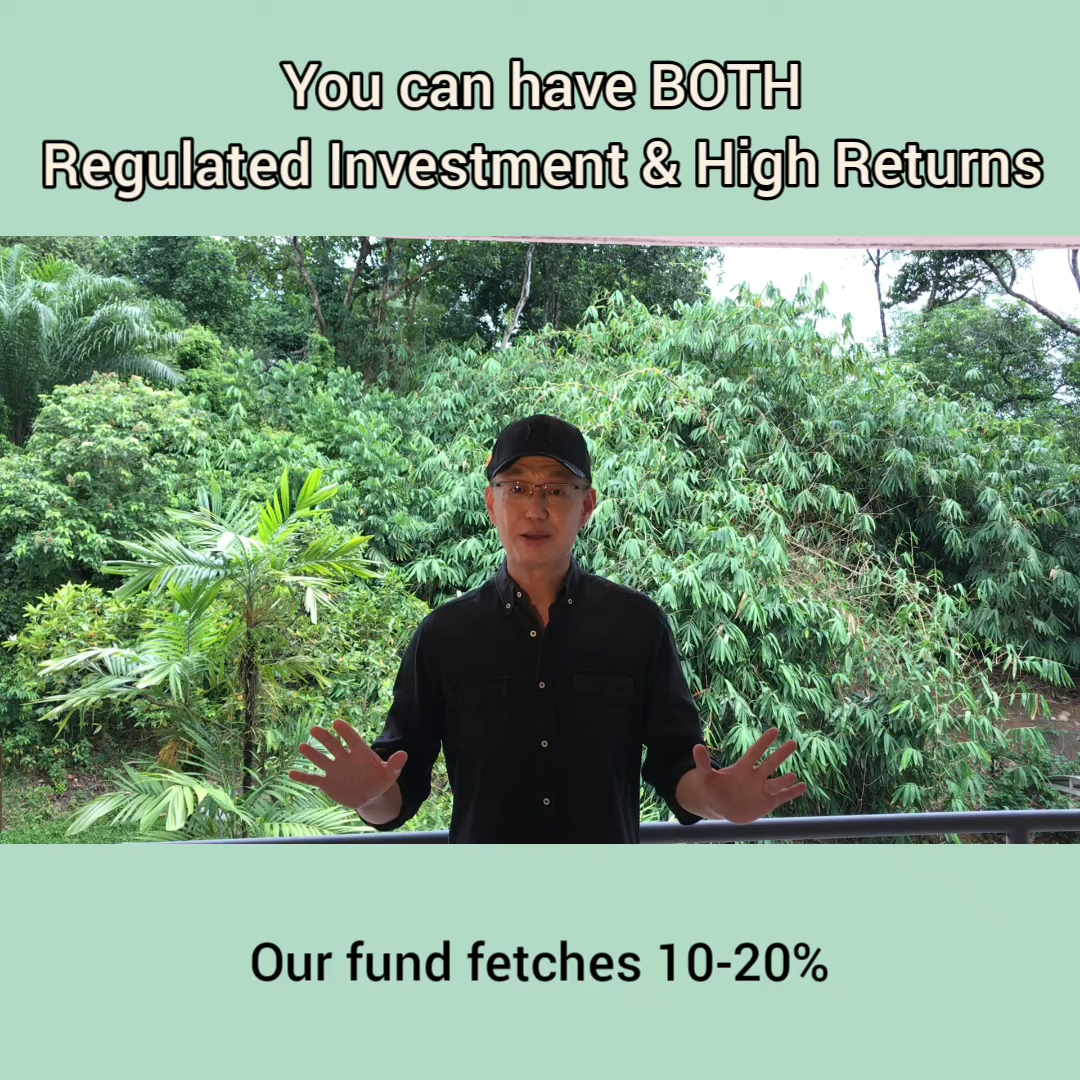 You can have BOTH
Regulated Investment & High Returns
Our fund fetches 10-20%